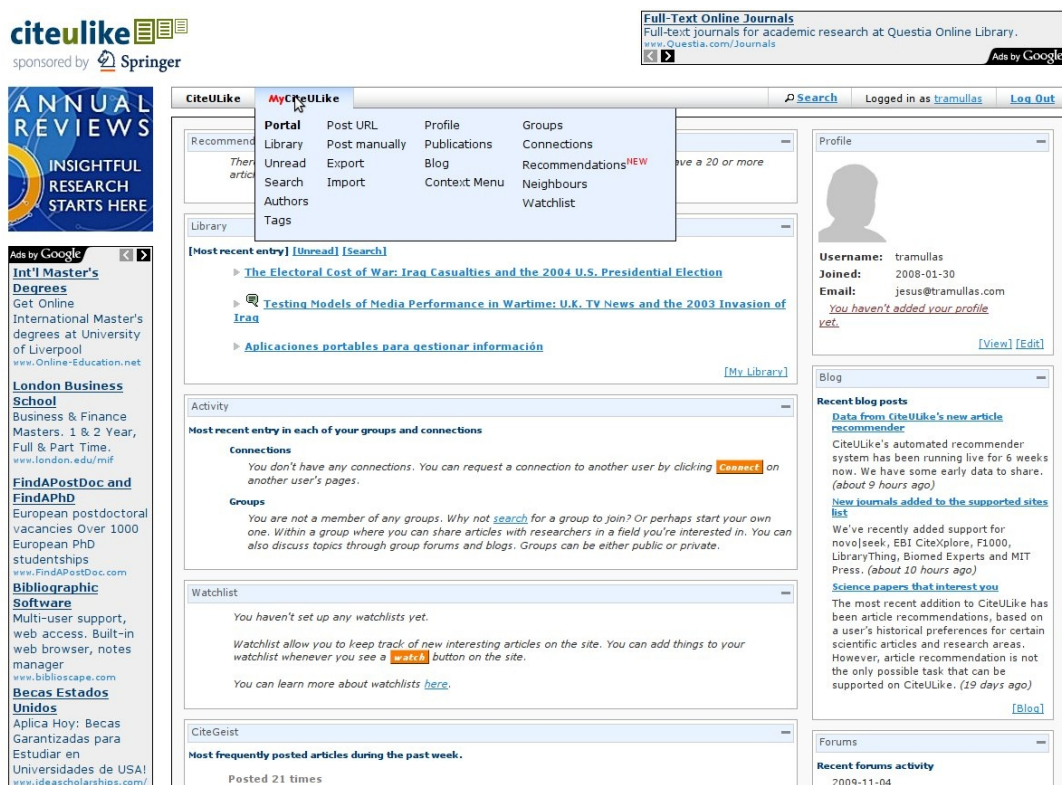 citeulike
sponsored by Springer
Full-Text Online Journals
Full-text journals for academic research at Questia Online Library.
www.Questia.com/Journals
Ads by Google
ANNUAL
REVIEWS
INSIGHTFUL
RESEARCH
STARTS HERE
Ads by Google
Int'l Master's
Degrees
Get Online
International Master's
degrees at University
of Liverpool
www.Online-Education.net
London Business
School
Business & Finance
Masters. 1 & 2 Year,
Full & Part Time.
www.london.edu/mif
FindAPostDoc and
FindAPhD
European postdoctoral
vacancies Over 1000
European PhD
studentships
www.FindAPostDoc.com
Bibliographic
Software
Multi-user support,
web access. Built-in
web browser, notes
manager
www.biblioscape.com
Becas Estados
Unidos
Aplica Hoy: Becas
Garantizadas para
Estudiar en
Universidades de USA!
www.ideascholarships.com/
CiteULike MyCiteULike Search Logged in as tramullas Log Out
Portal Post URL Profile Groups
Library Post manually Publications Connections
Unread Export Blog Recommendations NEW
Search Import Context Menu Neighbours
Authors Watchlist
Tags
Recommend
Ther ave a 20 or more
artic
Library
[Most recent entry] [Unread] [Search]
The Electoral Cost of War: Iraq Casualties and the 2004 U.S. Presidential Election
Testing Models of Media Performance in Wartime: U.K. TV News and the 2003 Invasion of
Iraq
Aplicaciones portables para gestionar información
[My Library]
Activity
Most recent entry in each of your groups and connections
Connections
You don't have any connections. You can request a connection to another user by clicking Connect on
another user's pages.
Groups
You are not a member of any groups. Why not search for a group to join? Or perhaps start your own
one. Within a group where you can share articles with researchers in a field you're interested in. You can
also discuss topics through group forums and blogs. Groups can be either public or private.
Watchlist
You haven't set up any watchlists yet.
Watchlist allow you to keep track of new interesting articles on the site. You can add things to your
watchlist whenever you see a watch button on the site.
You can learn more about watchlists here.
CiteGeist
Most frequently posted articles during the past week.
Posted 21 times
Profile
Username: tramullas
Joined: 2008-01-30
Email: jesus@tramullas.com
You haven't added your profile
yet.
[View] [Edit]
Blog
Recent blog posts
Data from CiteULike's new article
recommender
CiteULike's automated recommender
system has been running live for 6 weeks
now. We have some early data to share.
(about 9 hours ago)
New journals added to the supported sites
list
We've recently added support for
novo|seek, EBI CiteXplore, F1000,
LibraryThing, Biomed Experts and MIT
Press. (about 10 hours ago)
Science papers that interest you
The most recent addition to CiteULike has
been article recommendations, based on
a user's historical preferences for certain
scientific articles and research areas.
However, article recommendation is not
the only possible task that can be
supported on CiteULike. (19 days ago)
[Blog]
Forums
Recent forums activity
2009-11-04